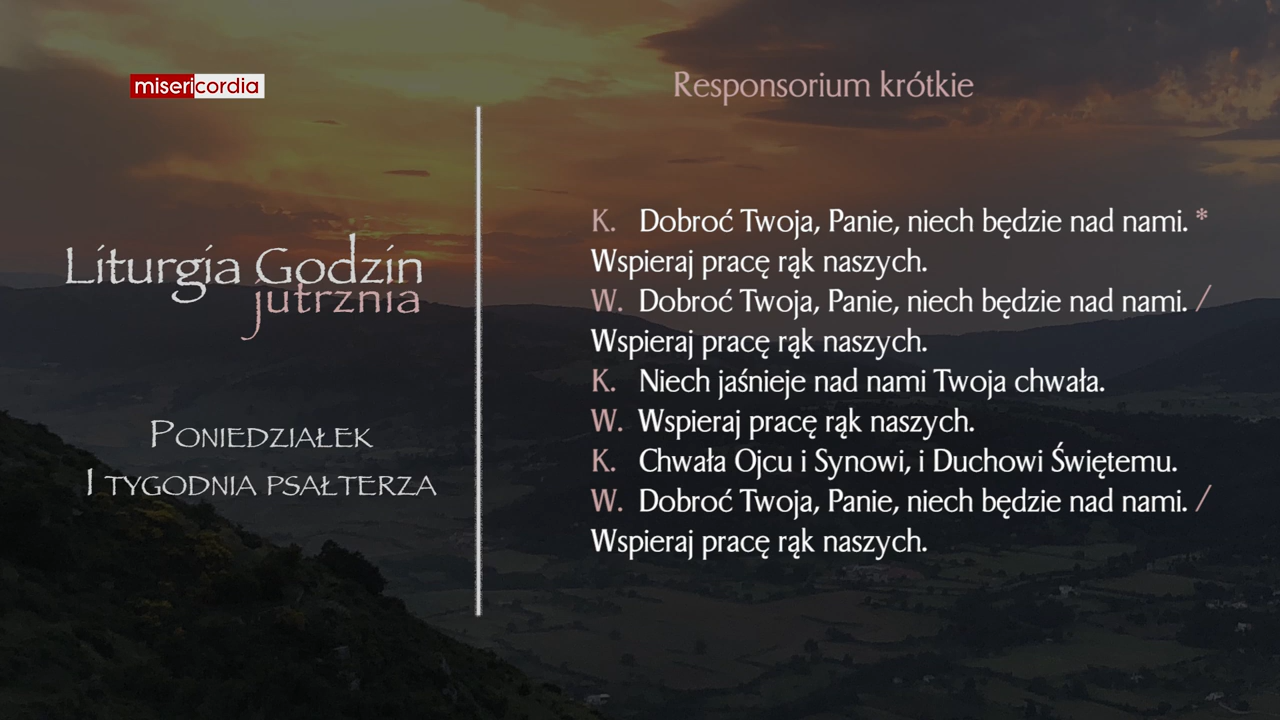 misericordia
Liturgia Godzin
jutrznia
Poniedziałek
I tygodnia psałterza
Responsorium krótkie
K. Dobroć Twoja, Panie, niech będzie nad nami. *
Wspieraj pracę rąk naszych.
W. Dobroć Twoja, Panie, niech będzie nad nami. /
Wspieraj pracę rąk naszych.
K. Niech jaśnieje nad nami Twoja chwała.
W. Wspieraj pracę rąk naszych.
K. Chwała Ojcu i Synowi, i Duchowi Świętemu.
W. Dobroć Twoja, Panie, niech będzie nad nami. /
Wspieraj pracę rąk naszych.